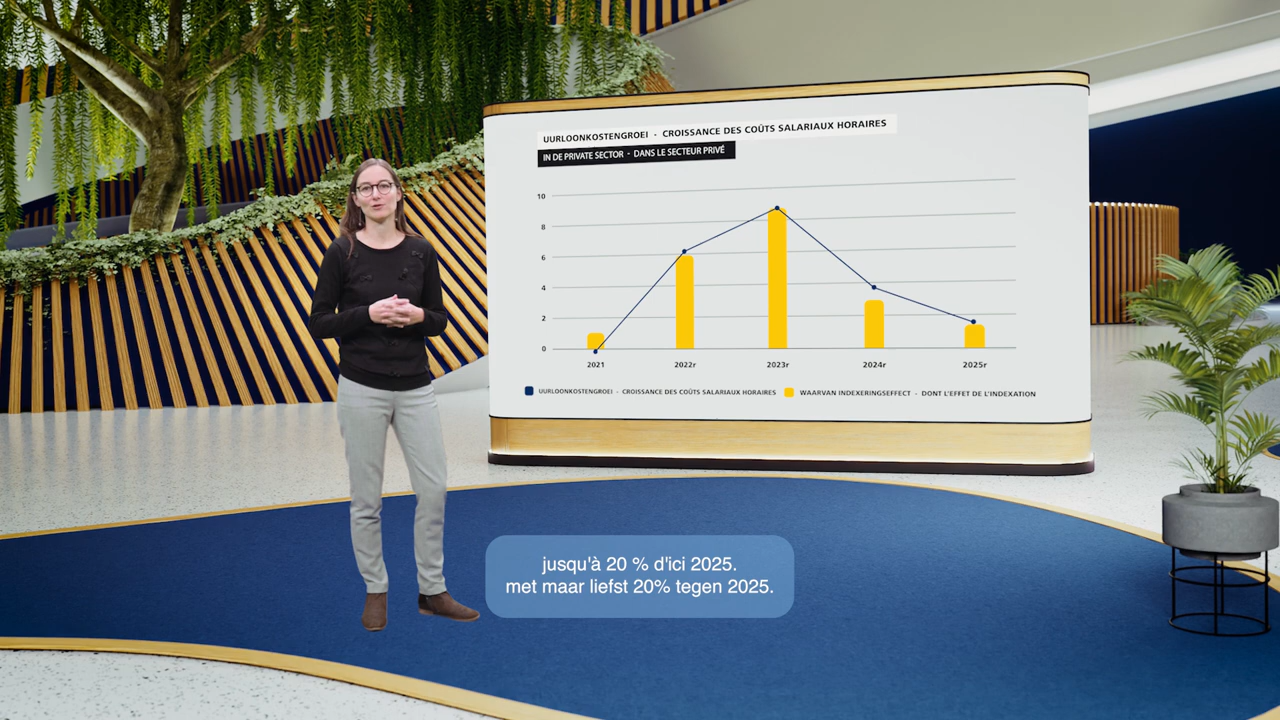 UURLOONKOSTENGROEI - CROISSANCE DES COÛTS SALARIAUX HORAIRES
IN DE PRIVATE SECTOR - DANS LE SECTEUR PRIVÉ
10
8
6
4
2
0
2021 2022r 2023r 2024r 2025r
UURLOONKOSTENGROEI - CROISSANCE DES COÛTS SALARIAUX HORAIRES WAARVAN INDEXERINGSEFFECT - DONT L'EFFET DE L'INDEXATION
jusqu'à 20 % d'ici 2025.
met maar liefst 20% tegen 2025.